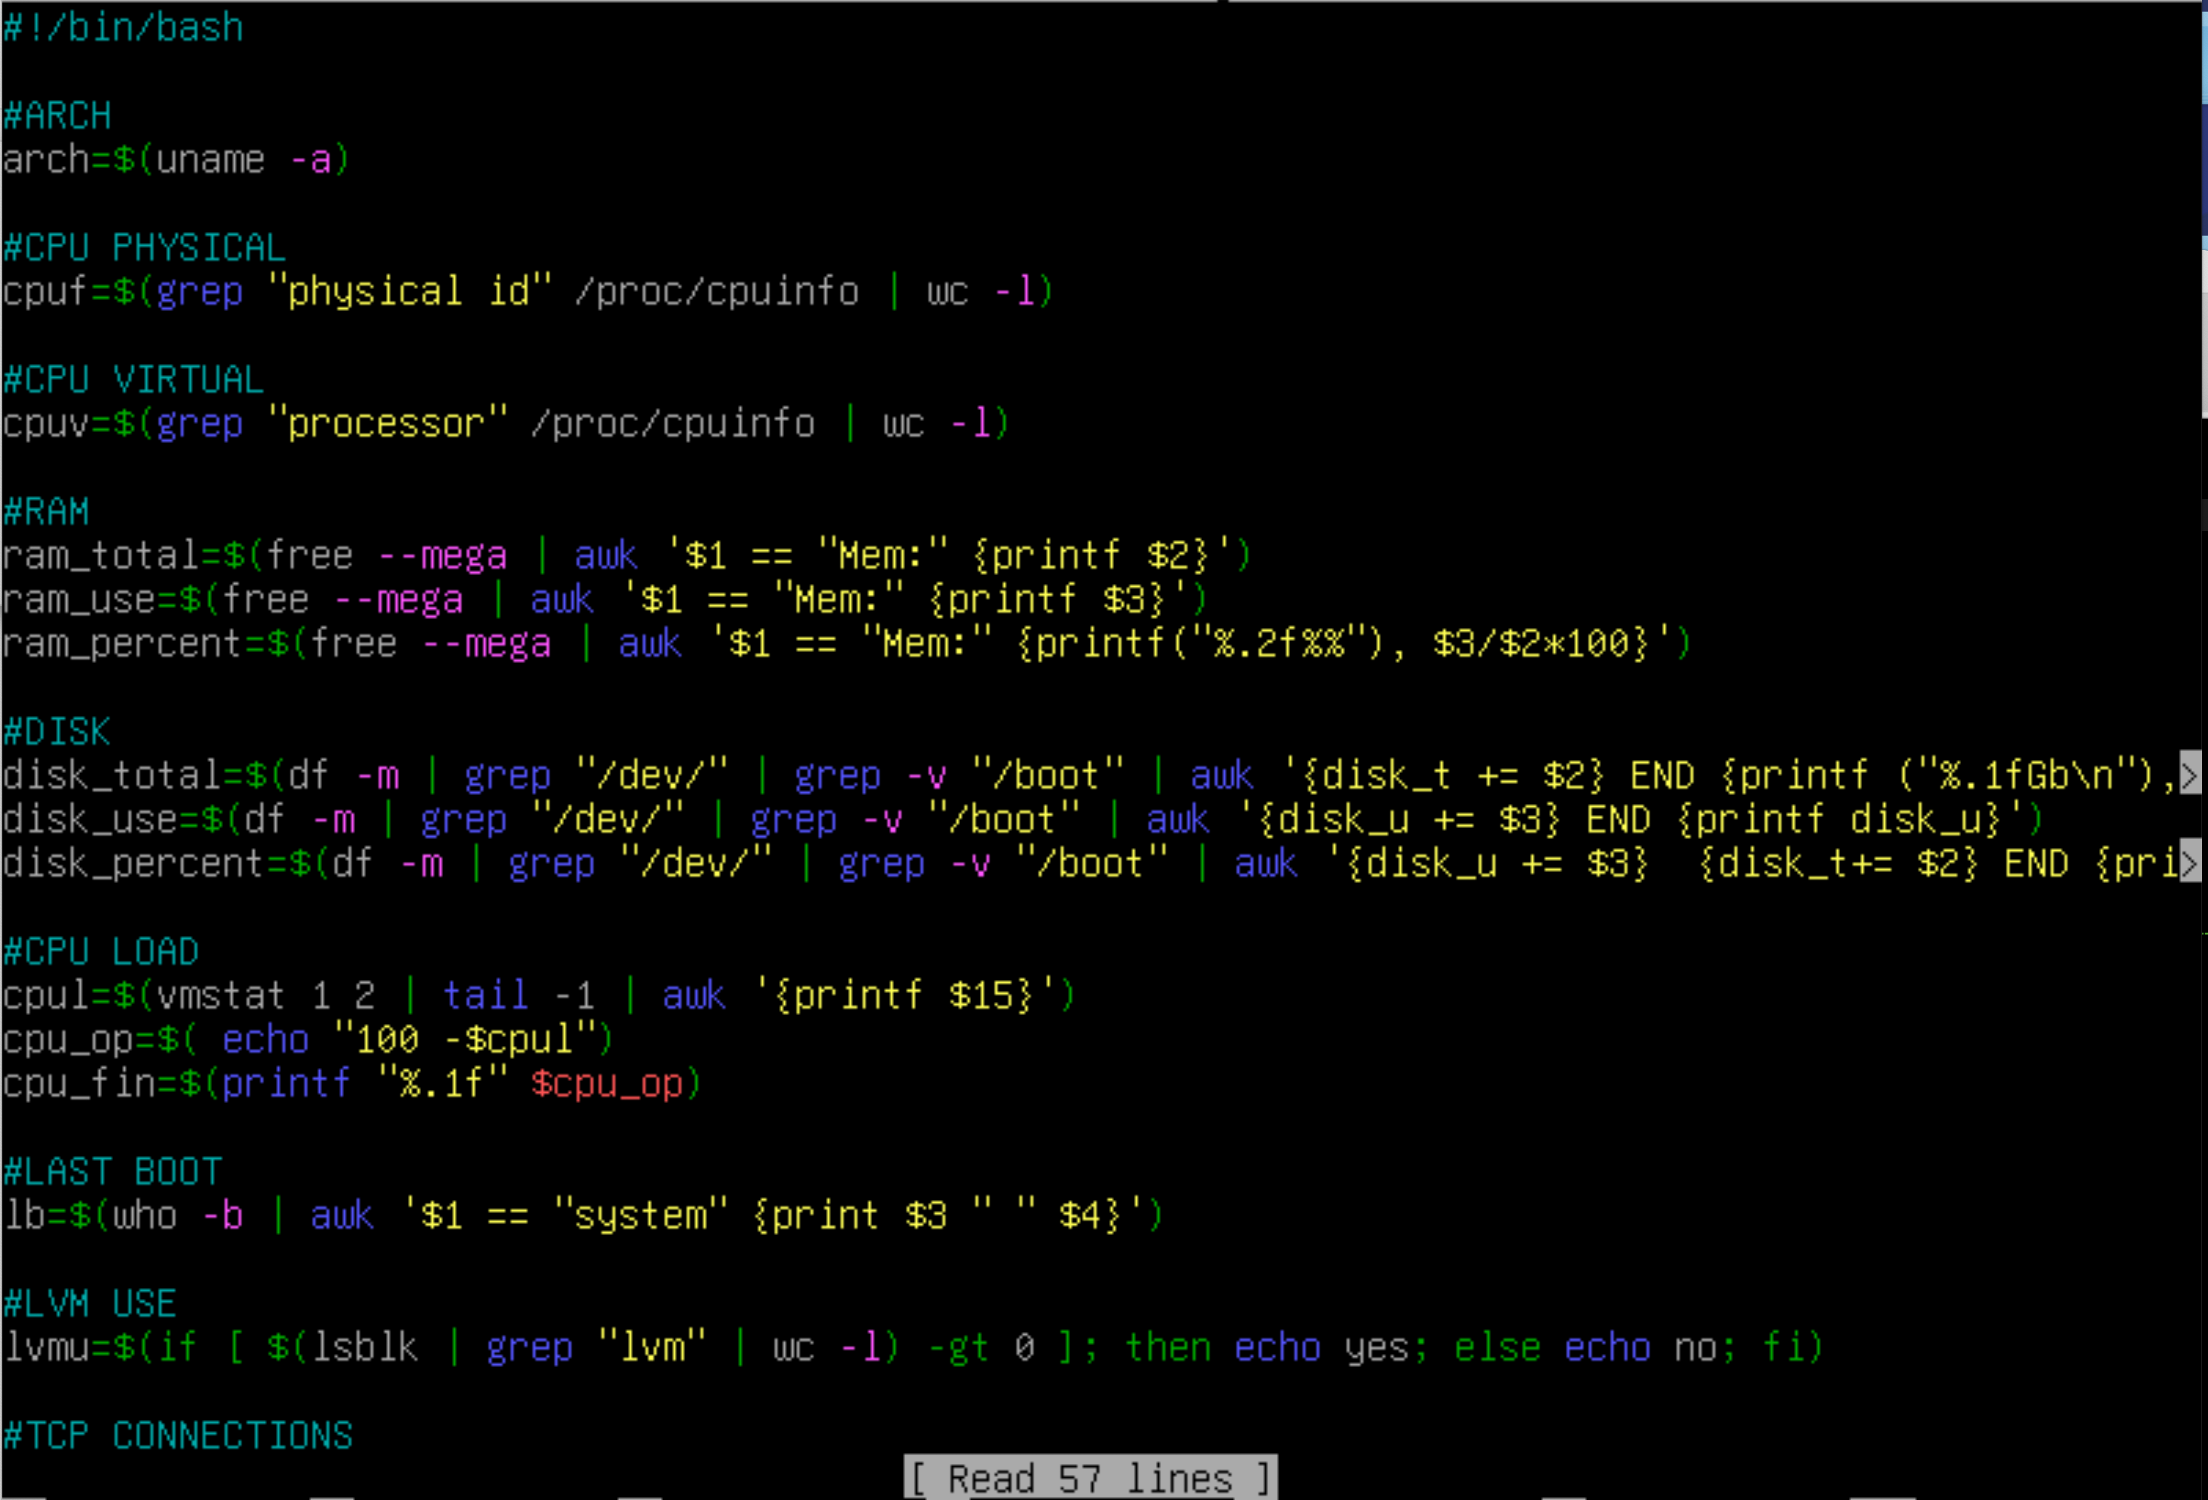 #!/bin/bash
#ARCH
arch=$(uname -a)
#CPU PHYSICAL
cpuf=$(grep "physical id" /proc/cpuinfo | wc -l)
#CPU VIRTUAL
cpuv=$(grep "processor" /proc/cpuinfo | wc -l)
#RAM
ram_total=$(free --mega | awk '$1 == "Mem:" {printf $2}')
ram_use=$(free --mega | awk '$1 == "Mem:" {printf $3}')
ram_percent=$(free --mega | awk '$1 == "Mem:" {printf("%.2f%%"), $3/$2*100}')
#DISK
disk_total=$(df -m | grep "/dev/" | grep -v "/boot" | awk '{disk_t += $2} END {printf ("%.1fGb\n"),>
disk_use=$(df -m | grep "/dev/" | grep -v "/boot" | awk '{disk_u += $3} END {printf disk_u}')
disk_percent=$(df -m | grep "/dev/" | grep -v "/boot" | awk '{disk_u += $3}  {disk_t+= $2} END {pri>
#CPU LOAD
cpul=$(vmstat 1 2 | tail -1 | awk '{printf $15}')
cpu_op=$( echo "100 -$cpul")
cpu_fin=$(printf "%.1f" $cpu_op)
#LAST BOOT
lb=$(who -b | awk '$1 == "system" {print $3 " " $4}')
#LVM USE
lvmu=$(if [ $(lsblk | grep "lvm" | wc -l) -gt 0 ]; then echo yes; else echo no; fi)
#TCP CONNECTIONS
[ Read 57 lines ]